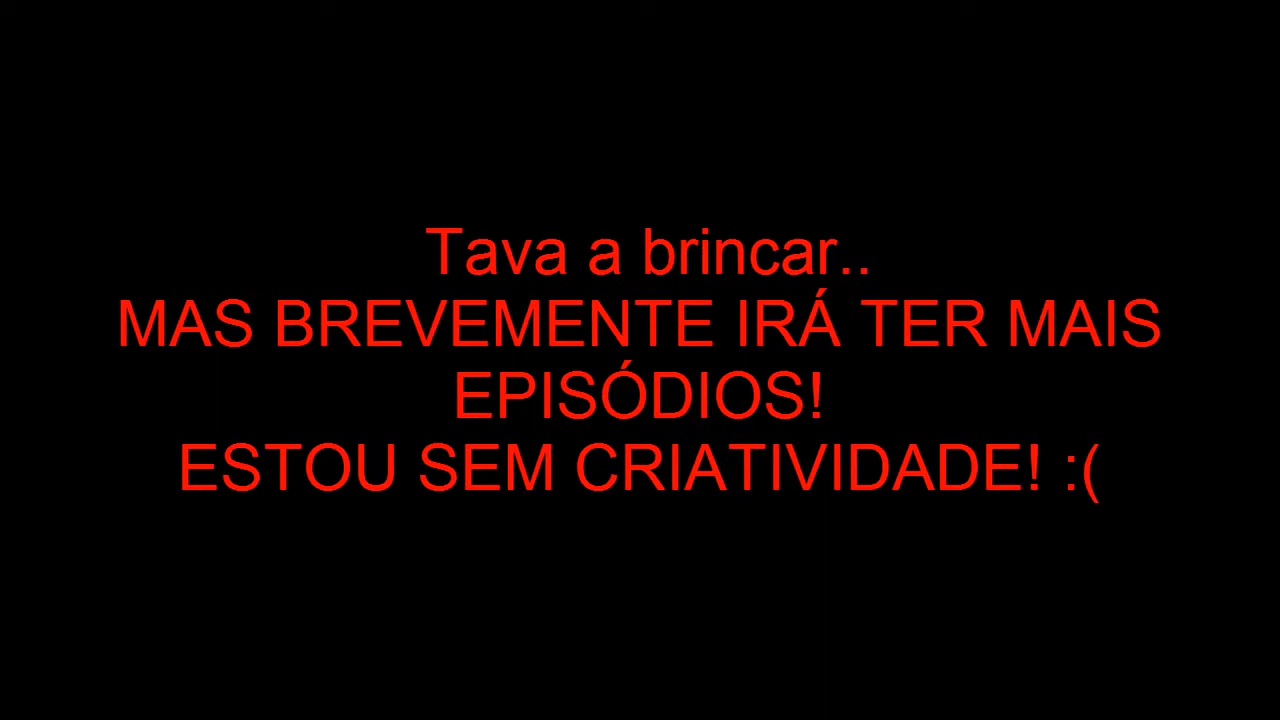 Tava a brincar..
MAS BREVEMENTE IRÁ TER MAIS
EPISÓDIOS!
ESTOU SEM CRIATIVIDADE! :(